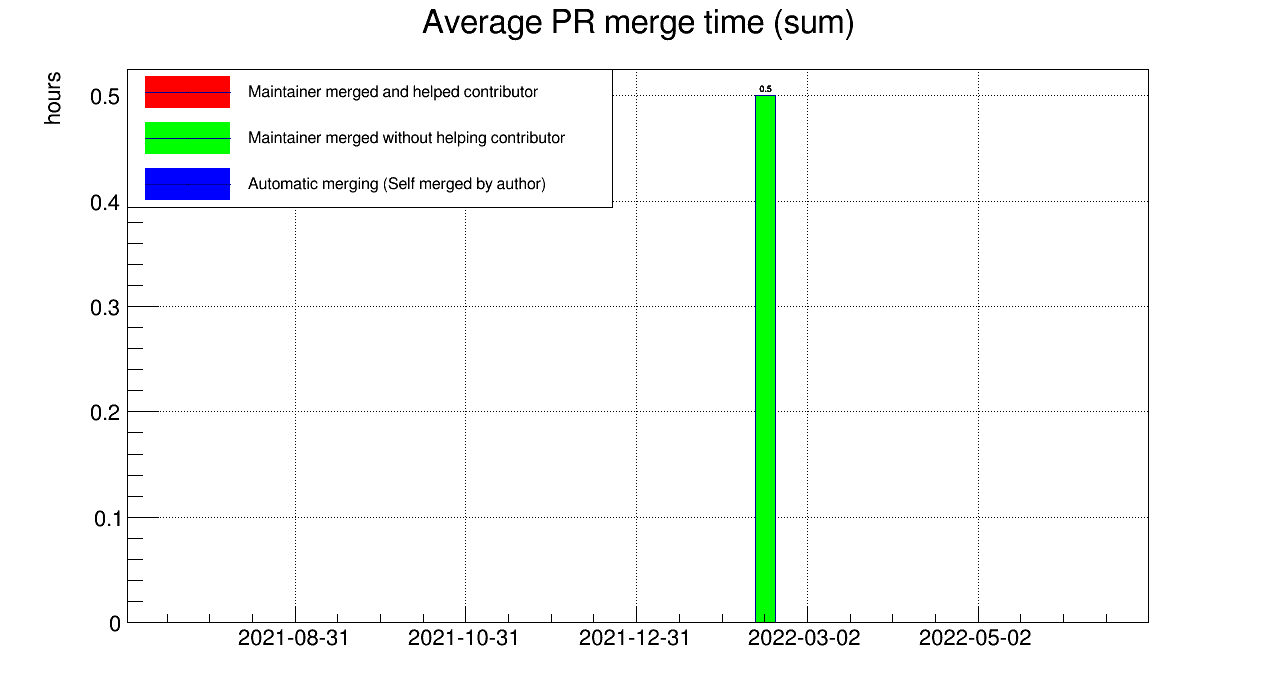 Average PR merge time (sum)
hours
Maintainer merged and helped contributor
Maintainer merged without helping contributor
Automatic merging (Self merged by author)
0.5
0.5
0.4
0.3
0.2
0.1
0
2021-08-31 2021-10-31 2021-12-31 2022-03-02 2022-05-02